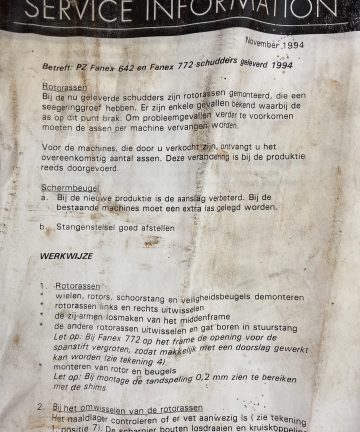 SERVICE INFORMATION
November 1994
Betreft: PZ Fanex 642 en Fanex 772 schudders geleverd 1994
Rotorassen
Bij de nu geleverde schudders zijn rotorassen gemonteerd, die een
seegeringgroef hebben. Er zijn enkele gevallen bekend waarbij de
as op dit punt brak. Om probleemgevallen verder te voorkomen
moeten de assen per machine vervangen worden.
Voor de machines, die door u verkocht zijn, ontvangt u het
overeenkomstig aantal assen. Deze verandering is bij de produktie
reeds doorgevoerd.
Schermbeugel
a. Bij de nieuwe produktie is de aanslag verbeterd. Bij de
bestaande machines moet een extra las gelegd worden.
b. Stangenstelsel goed afstellen
WERKWIJZE
1. Rotorassen
* wielen, rotors, schoorstang en veiligheidsbeugels demonteren
* rotorassen links en rechts uitwisselen
* de zij-armen losmaken van het middenframe
* de andere rotorassen uitwisselen en gat boren in stuurstang
Let op: Bij Fanex 772 op het frame de opening voor de
spanstift vergroten, zodat makkelijk met een doorslag gewerkt
kan worden (zie tekening 4)
* monteren van rotor en beugels
Let op: Bij montage de tandspeling 0,2 mm zien te bereiken
met de shims
2. Bij het omwisselen van de rotorassen
Het naaldlager controleren of er vet aanwezig is (zie tekening
1, positie 7). De scharnier bouten losdraaien en kruiskoppeling